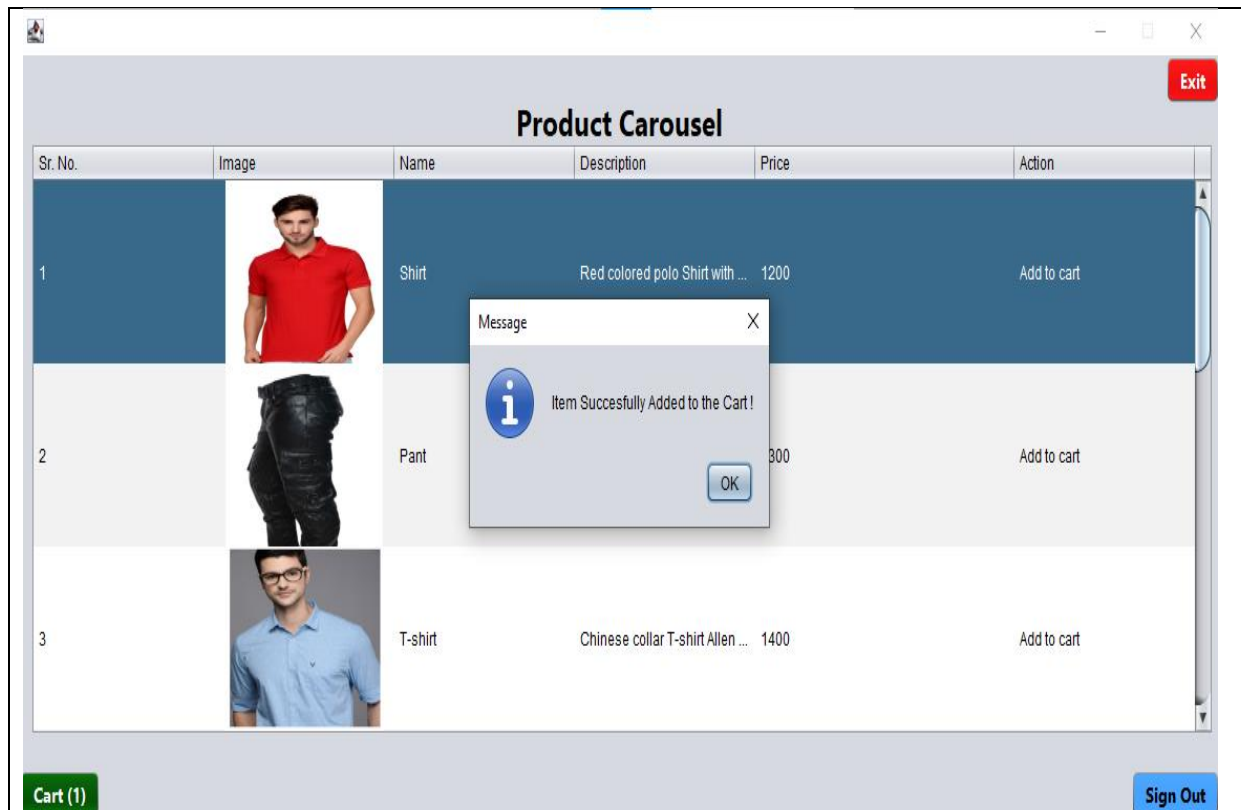 Exit
Product Carousel
Sr. No. Image Name Description Price Action
1 Shirt Red colored polo Shirt with ... 1200 Add to cart
Message X
Item Succesfully Added to the Cart !
2 Pant 300 Add to cart
OK
3 T-shirt Chinese collar T-shirt Allen ... 1400 Add to cart
Cart (1) Sign Out